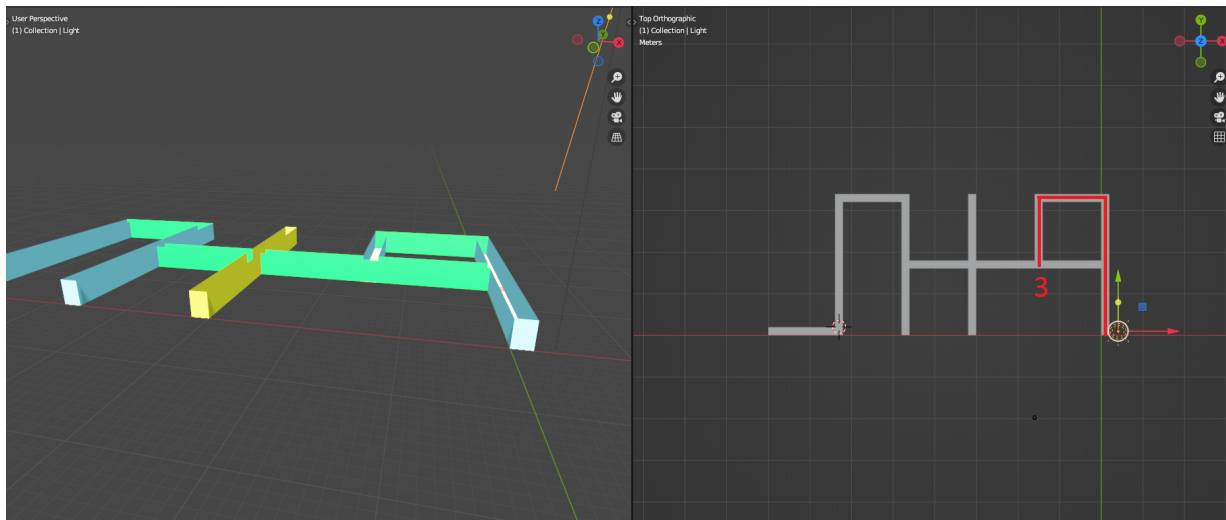 User Perspective
(1) Collection | Light
Z
Y
X
Top Orthographic
(1) Collection | Light
Meters
Y
Z
X
3